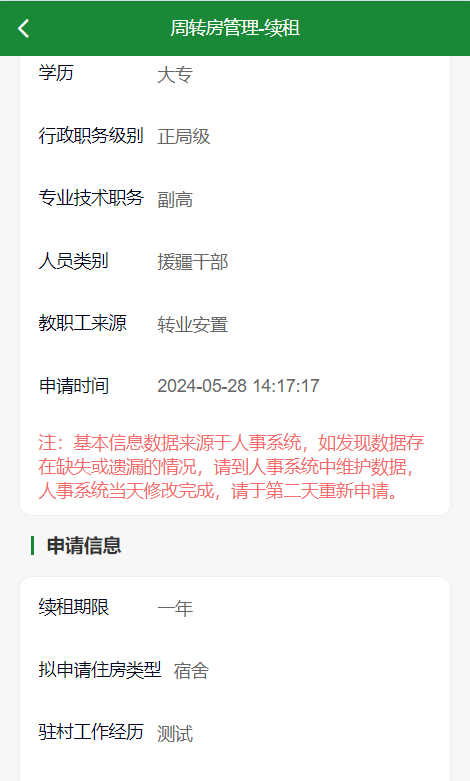 周转房管理-续租
学历 大专
行政职务级别 正局级
专业技术职务 副高
人员类别 援疆干部
教职工来源 转业安置
申请时间 2024-05-28 14:17:17
注：基本信息数据来源于人事系统，如发现数据存
在缺失或遗漏的情况，请到人事系统中维护数据，
人事系统当天修改完成，请于第二天重新申请。
申请信息
续租期限 一年
拟申请住房类型 宿舍
驻村工作经历 测试